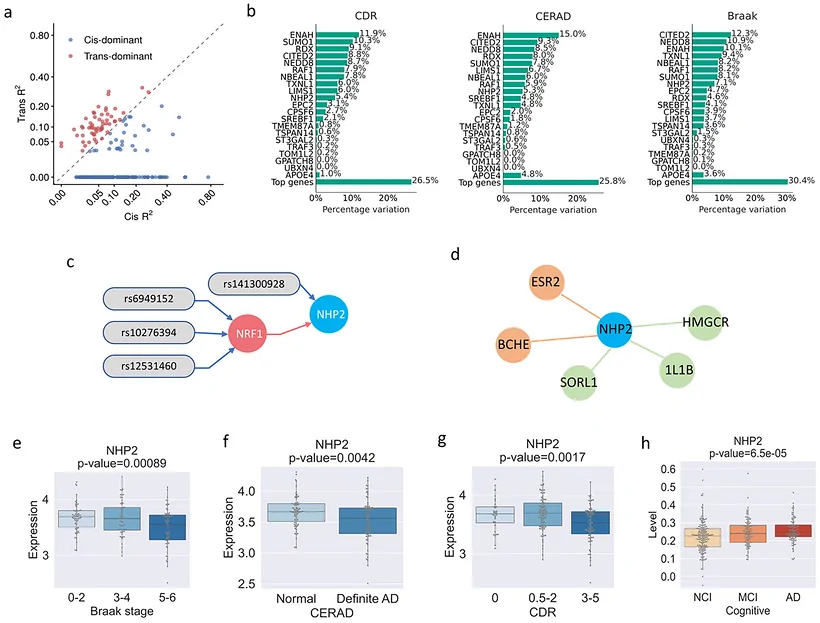 a
Cis-dominant
Trans-dominant
Trans R²
0.80
0.40
0.20
0.10
0.05
0.00
0.00
0.05
0.10
0.20
0.40
0.80
Cis R²
b
CDR
ENAH 11.9%
SUMO1 10.3%
RDX 9.1%
CITED2 8.8%
NEDD8 8.7%
RAF1 7.9%
NBEAL1 7.8%
TXNL1 6.0%
LIMS1 6.0%
NHP2 5.4%
EPC2 3.1%
CPSF6 2.7%
SREBF1 2.1%
TMEM87A 0.8%
TSPAN14 0.6%
ST3GAL2 0.3%
TRAF3 0.2%
TOM1L2 0.2%
GPATCH8 0.0%
UBXN4 0.0%
APOE4 1.0%
Top genes 26.5%
0% 10% 20%
Percentage variation
CERAD
ENAH 15.0%
CITED2 9.3%
NEDD8 8.5%
RDX 8.0%
SUMO1 7.8%
LIMS1 6.7%
NBEAL1 6.0%
RAF1 5.9%
NHP2 5.3%
SREBF1 4.8%
TXNL1 4.8%
EPC2 2.0%
CPSF6 1.8%
TMEM87A 1.2%
TSPAN14 0.8%
ST3GAL2 0.6%
TRAF3 0.5%
GPATCH8 0.0%
TOM1L2 0.0%
UBXN4 0.0%
APOE4 4.8%
Top genes 25.8%
0% 10% 20%
Percentage variation
Braak
CITED2 12.3%
NEDD8 10.9%
ENAH 10.1%
TXNL1 9.4%
NBEAL1 8.2%
RAF1 8.2%
SUMO1 8.1%
NHP2 7.1%
EPC2 4.7%
RDX 4.6%
SREBF1 4.1%
CPSF6 3.9%
LIMS1 3.7%
TSPAN14 3.6%
ST3GAL2 1.5%
UBXN4 0.3%
TRAF3 0.3%
TMEM87A 0.2%
GPATCH8 0.1%
TOM1L2 0.0%
APOE4 3.6%
Top genes 30.4%
0% 10% 20% 30%
Percentage variation
c
rs141300928
rs6949152
rs10276394
rs12531460
NRF1
NHP2
d
ESR2
BCHE
NHP2
HMGCR
SORL1
1L1B
e
NHP2
p-value=0.00089
Expression
4
3
0-2 3-4 5-6
Braak stage
f
NHP2
p-value=0.0042
Expression
4.0
3.5
3.0
2.5
Normal Definite AD
CERAD
g
NHP2
p-value=0.0017
Expression
4
3
0 0.5-2 3-5
CDR
h
NHP2
p-value=6.5e-05
Level
0.6
0.5
0.4
0.3
0.2
0.1
0.0
NCI MCI AD
Cognitive